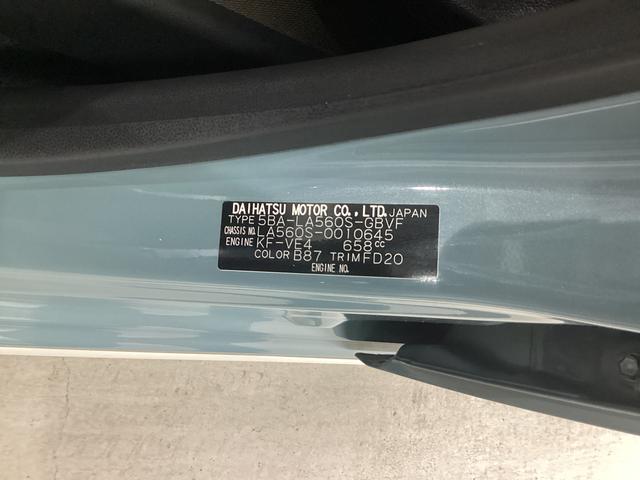 DAIHATSU MOTOR CO., LTD. JAPAN
TYPE 5BA-LA560S-GBVF
CHASSIS NO. LA560S-0010645
ENGINE KF-VE4 658cc
COLOR B87 TRIM FD20
ENGINE NO.